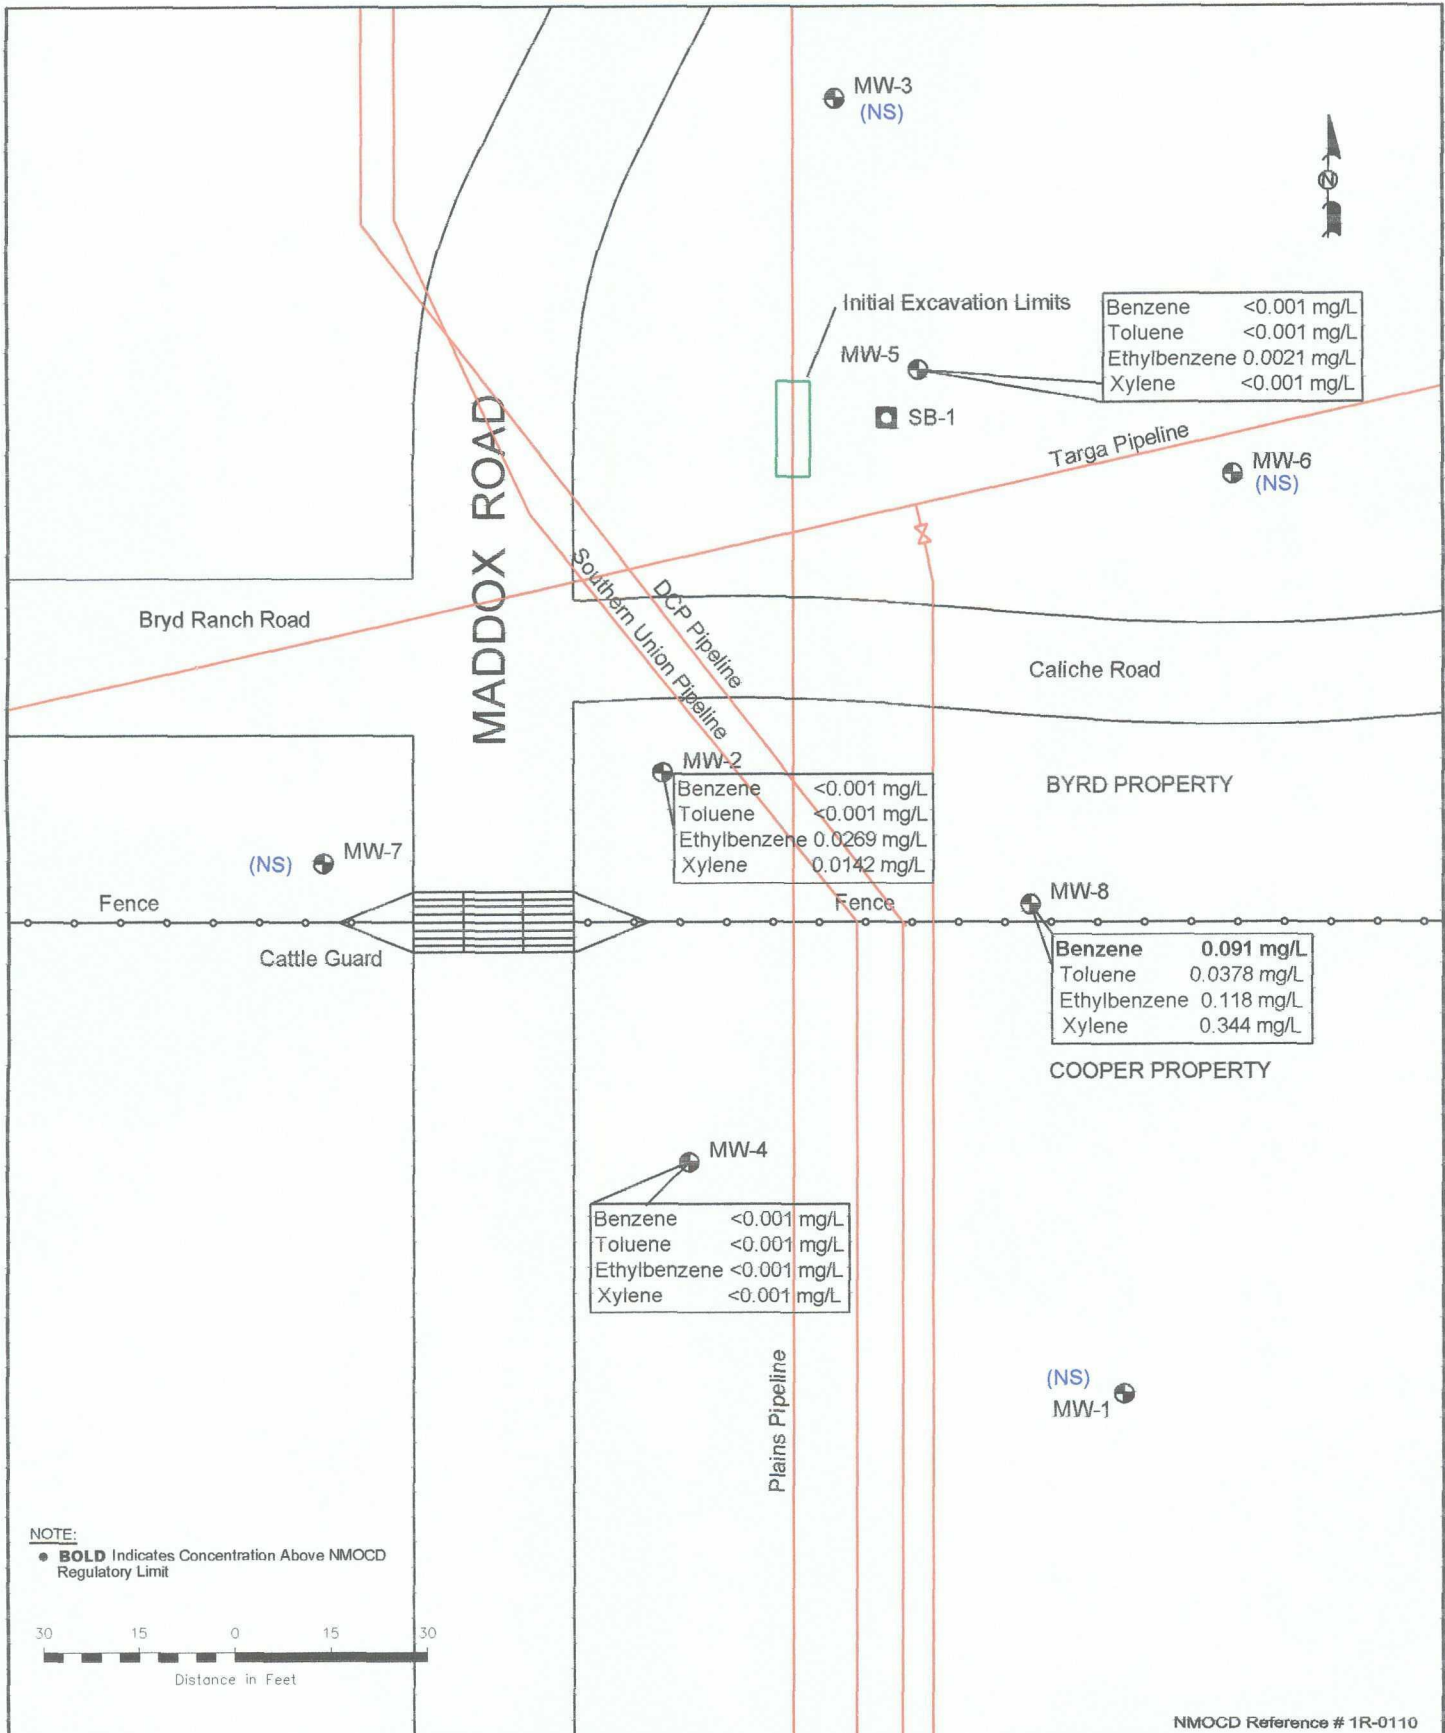 MW-3
(NS)
N
Initial Excavation Limits
Benzene <0.001 mg/L
Toluene <0.001 mg/L
Ethylbenzene 0.0021 mg/L
Xylene <0.001 mg/L
MW-5
SB-1
Targa Pipeline
MW-6
(NS)
MADDOX ROAD
Southern Union Pipeline
DCP Pipeline
Bryd Ranch Road
Caliche Road
MW-2
Benzene <0.001 mg/L
Toluene <0.001 mg/L
Ethylbenzene 0.0269 mg/L
Xylene 0.0142 mg/L
BYRD PROPERTY
(NS) MW-7
MW-8
Fence
Fence
Cattle Guard
Benzene 0.091 mg/L
Toluene 0.0378 mg/L
Ethylbenzene 0.118 mg/L
Xylene 0.344 mg/L
COOPER PROPERTY
MW-4
Benzene <0.001 mg/L
Toluene <0.001 mg/L
Ethylbenzene <0.001 mg/L
Xylene <0.001 mg/L
Plains Pipeline
(NS)
MW-1
NOTE:
● BOLD Indicates Concentration Above NMOCD
Regulatory Limit
30 15 0 15 30
Distance in Feet
NMOCD Reference # 1R-0110